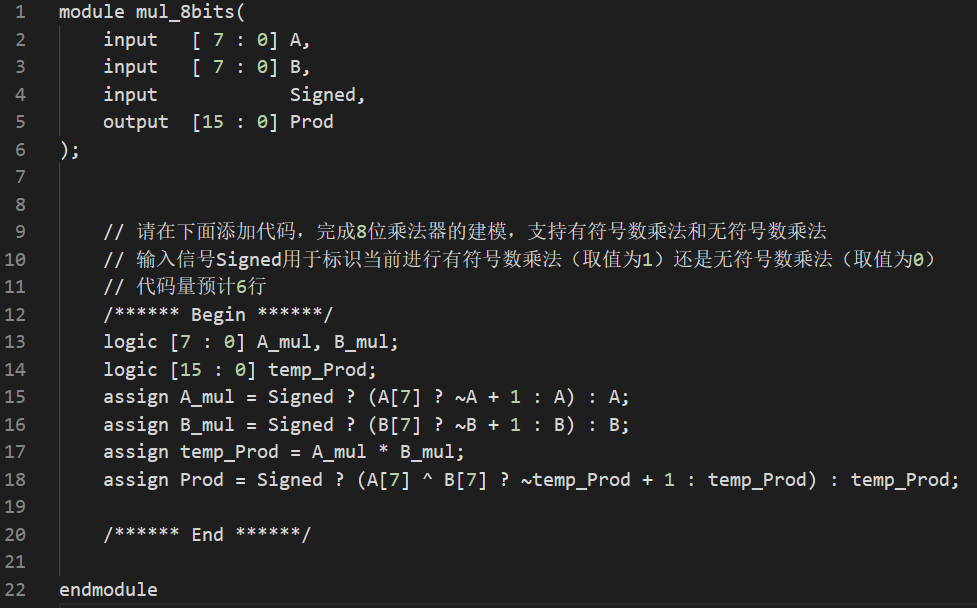 1 module mul_8bits(
2 input [ 7 : 0] A,
3 input [ 7 : 0] B,
4 input Signed,
5 output [15 : 0] Prod
6 );
7
8
9 // 请在下面添加代码，完成8位乘法器的建模，支持有符号数乘法和无符号数乘法
10 // 输入信号Signed用于标识当前进行有符号数乘法（取值为1）还是无符号数乘法（取值为0）
11 // 代码量预计6行
12 /****** Begin ******/
13 logic [7 : 0] A_mul, B_mul;
14 logic [15 : 0] temp_Prod;
15 assign A_mul = Signed ? (A[7] ? ~A + 1 : A) : A;
16 assign B_mul = Signed ? (B[7] ? ~B + 1 : B) : B;
17 assign temp_Prod = A_mul * B_mul;
18 assign Prod = Signed ? (A[7] ^ B[7] ? ~temp_Prod + 1 : temp_Prod) : temp_Prod;
19
20 /****** End ******/
21
22 endmodule